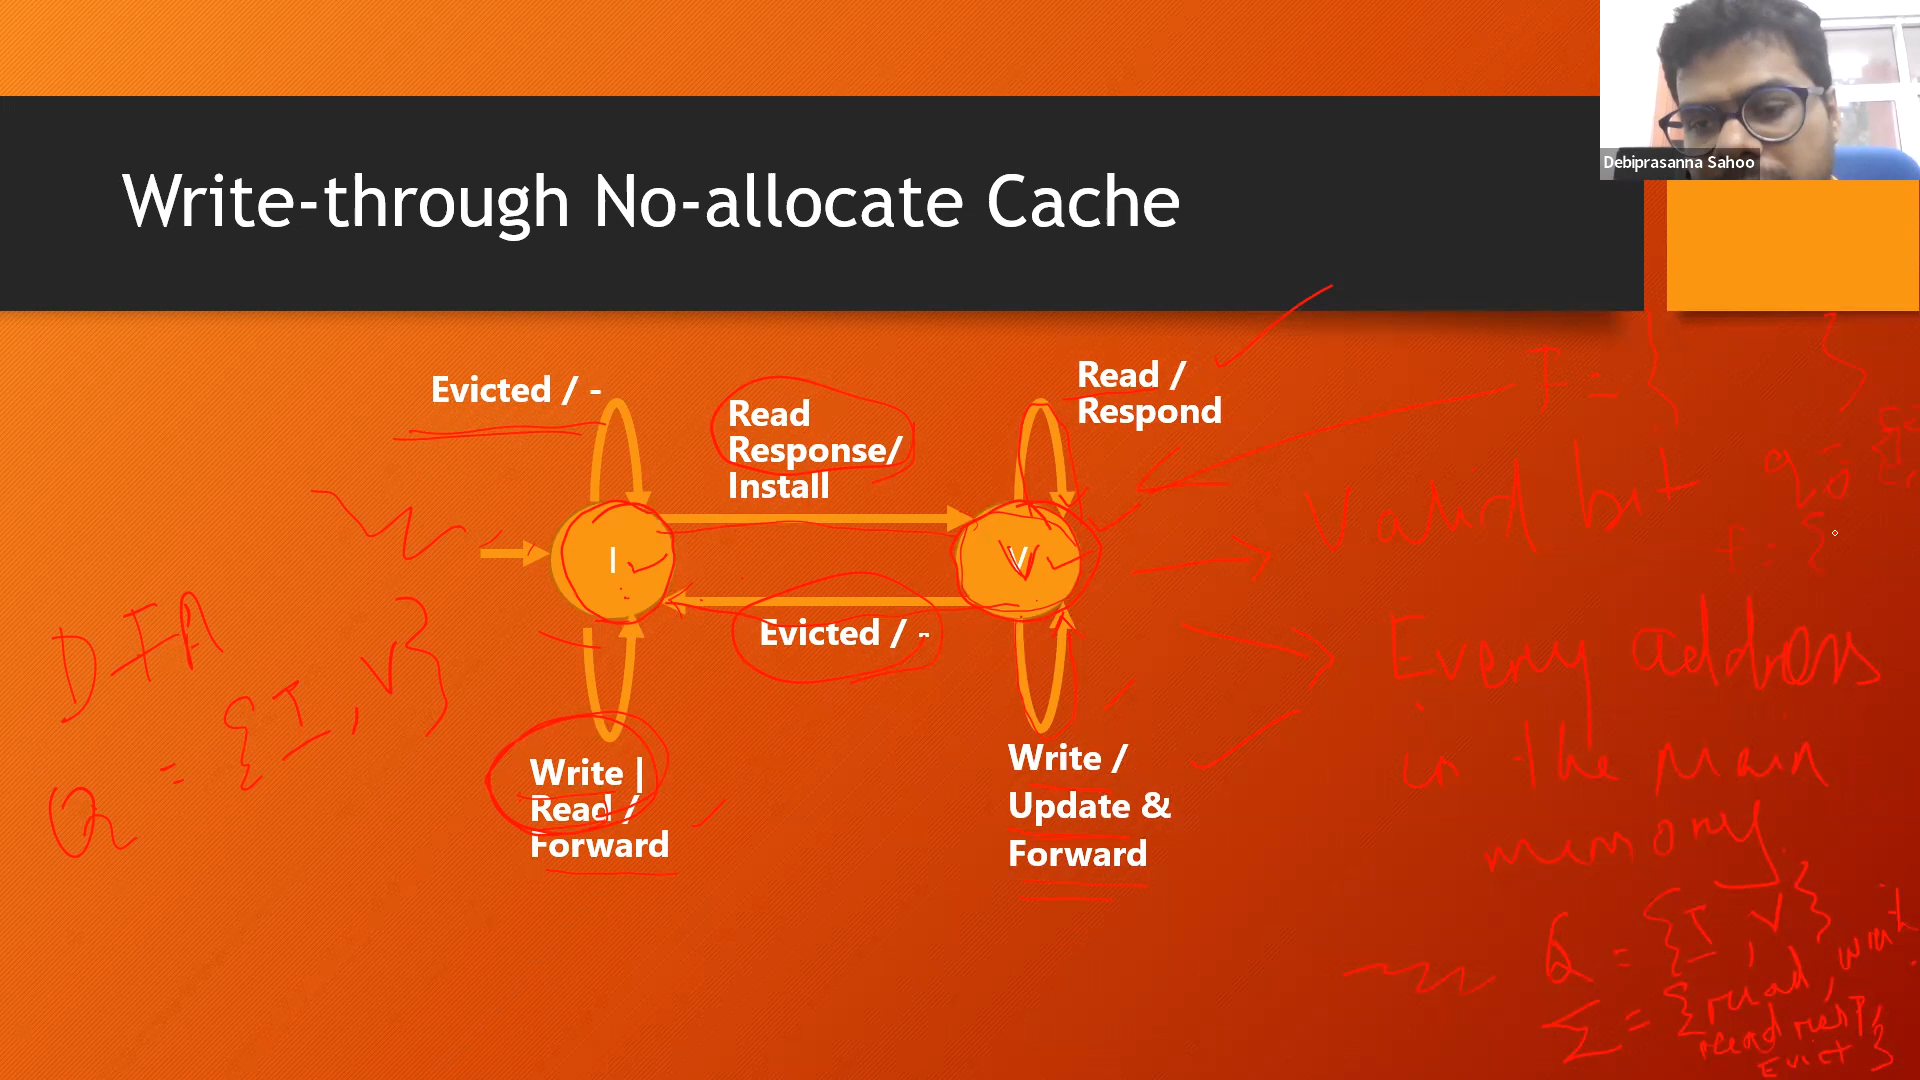 Debiprasanna Sahoo
Write-through No-allocate Cache
Evicted / -
Read
Response/
Install
Read /
Respond
I
V
Evicted / -
Write |
Read /
Forward
Write /
Update &
Forward
F = { }
Valid bit
Every address
in the main
memory
DFA
Q = {I, V}
Q = {I, V}
Σ = {read, write
read resp,
Evict }